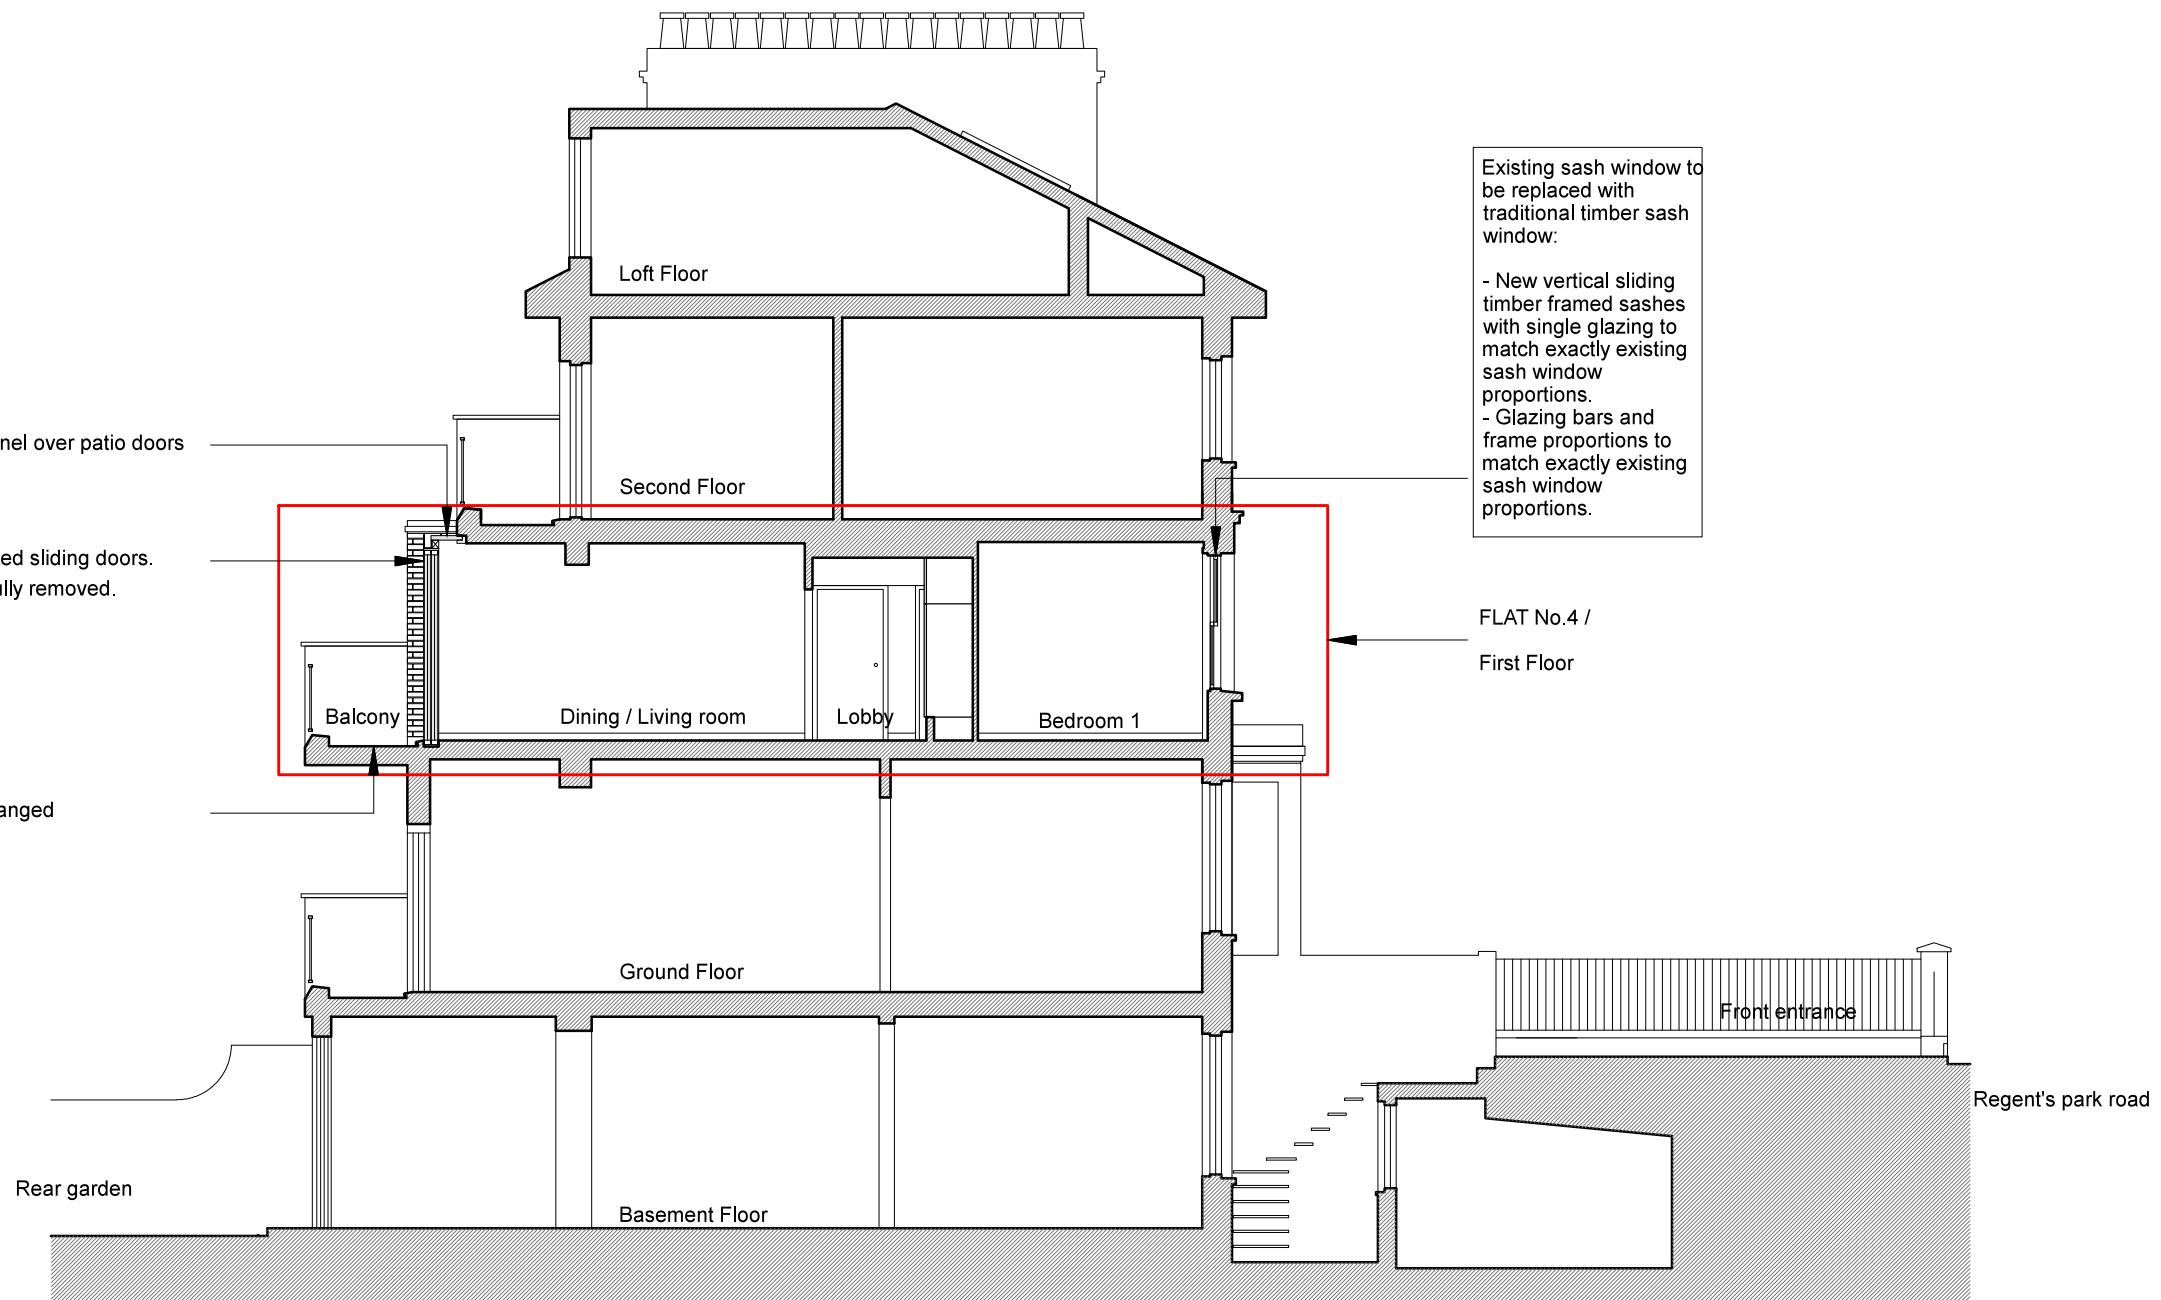 Existing sash window to
be replaced with
traditional timber sash
window:
- New vertical sliding
timber framed sashes
with single glazing to
match exactly existing
sash window
proportions.
- Glazing bars and
frame proportions to
match exactly existing
sash window
proportions.
Loft Floor
nel over patio doors
Second Floor
ed sliding doors.
lly removed.
FLAT No.4 /
First Floor
Balcony
Dining / Living room
Lobby
Bedroom 1
anged
Ground Floor
Front entrance
Regent's park road
Rear garden
Basement Floor